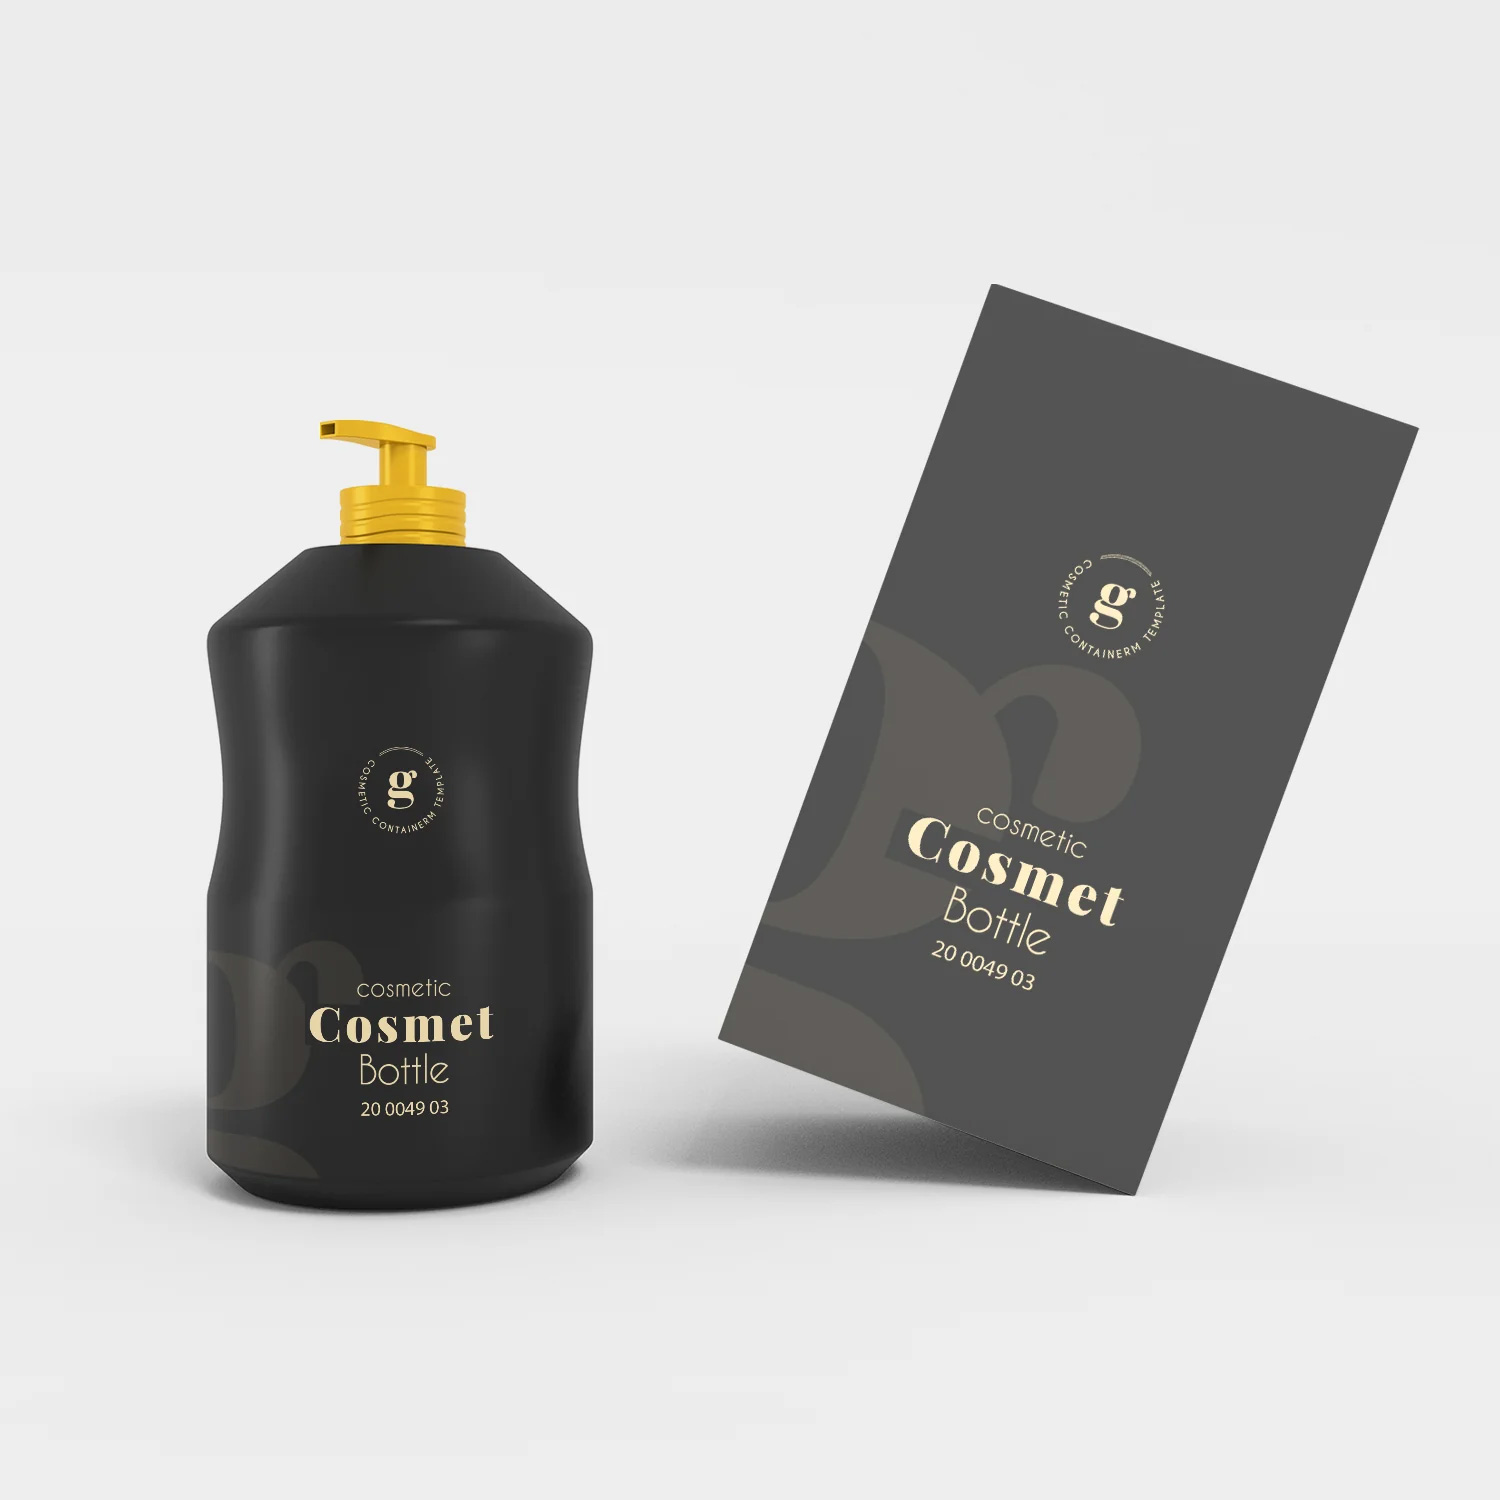 g
COSMETIC CONTAINERM TEMPLATE
cosmetic
Cosmet
Bottle
20 0049 03
g
COSMETIC CONTAINERM TEMPLATE
cosmetic
Cosmet
Bottle
20 0049 03